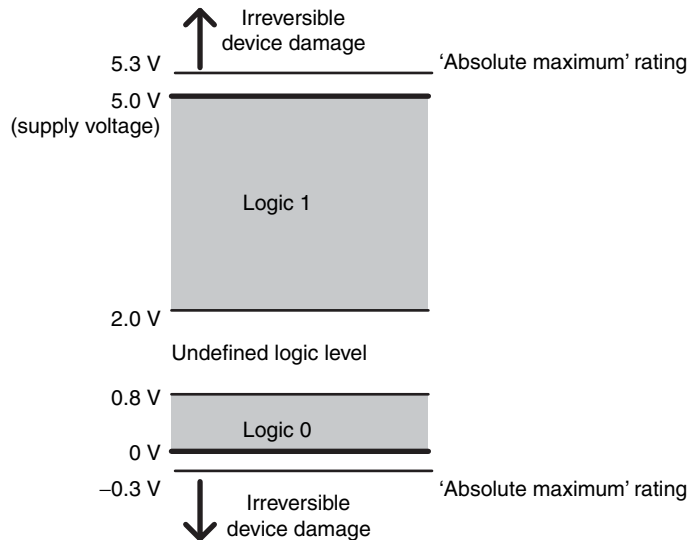 Irreversible
device damage
5.3 V
'Absolute maximum' rating
5.0 V
(supply voltage)
Logic 1
2.0 V
Undefined logic level
0.8 V
Logic 0
0 V
–0.3 V
'Absolute maximum' rating
Irreversible
device damage